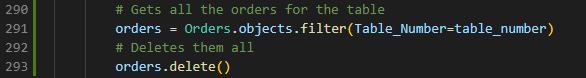 290 # Gets all the orders for the table
291 orders = Orders.objects.filter(Table_Number=table_number)
292 # Deletes them all
293 orders.delete()